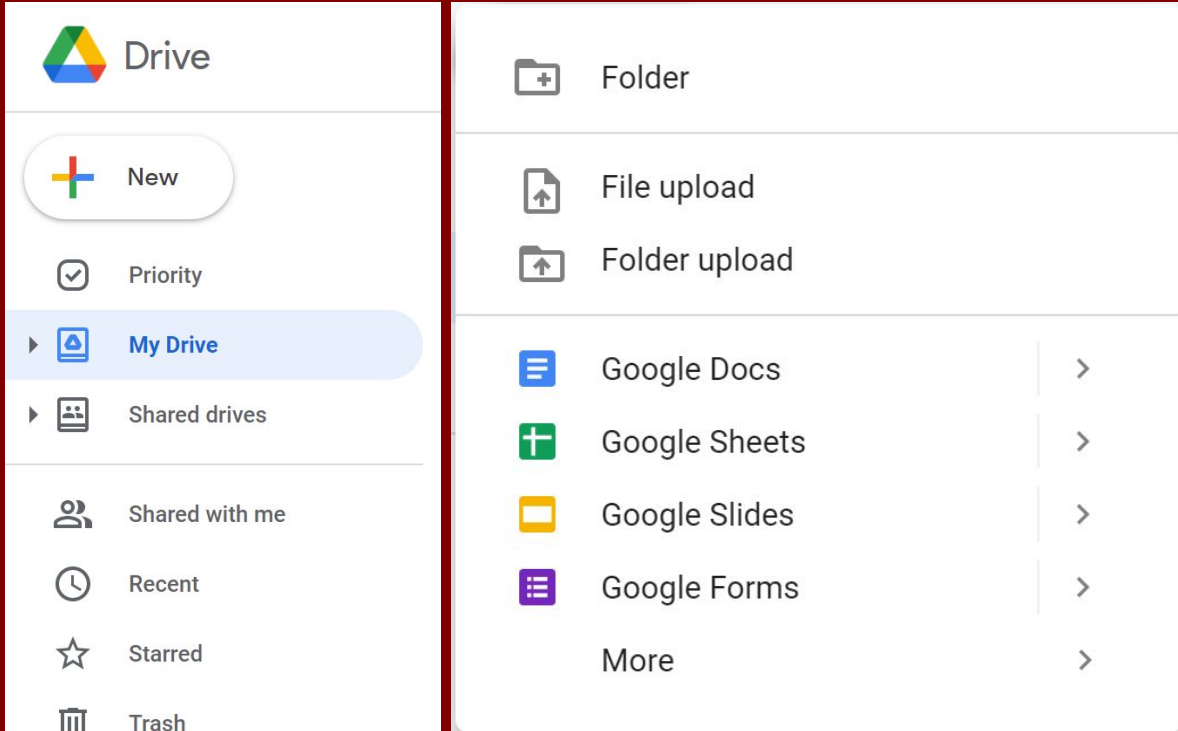 Drive
New
Priority
My Drive
Shared drives
Shared with me
Recent
Starred
Trash
Folder
File upload
Folder upload
Google Docs
Google Sheets
Google Slides
Google Forms
More